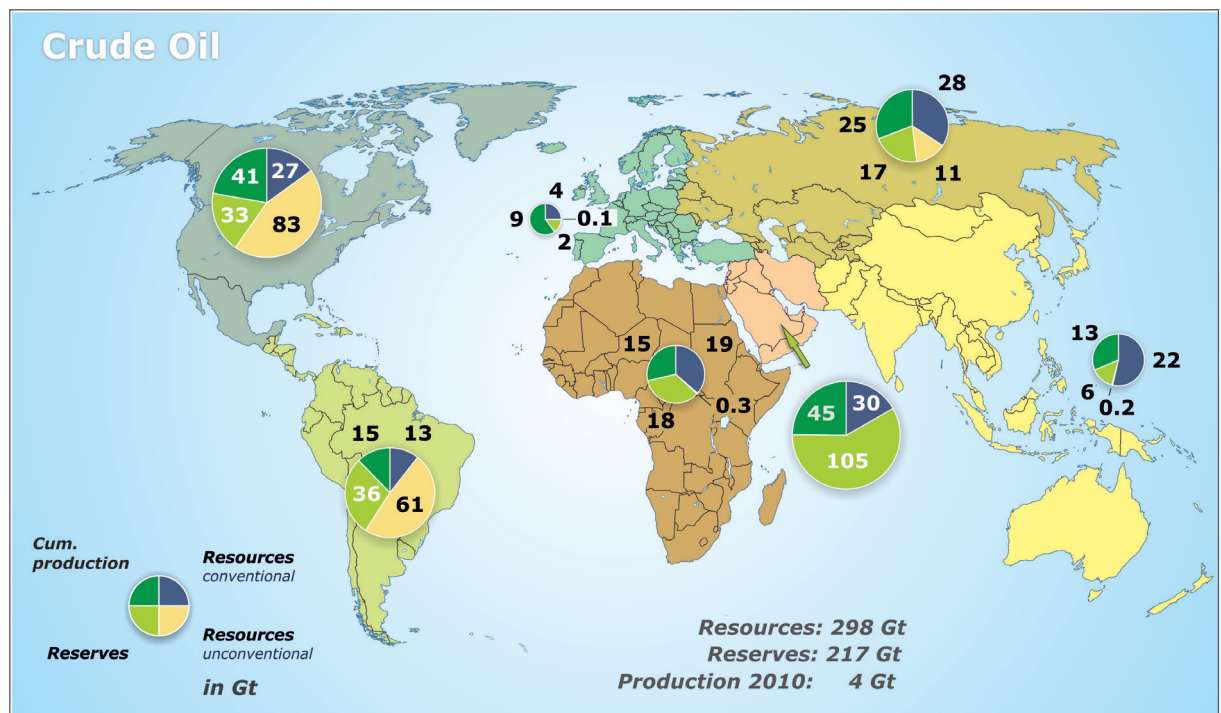 Crude Oil
28
25
17
11
41
27
33
83
4
9
0.1
2
15
19
0.3
18
13
22
6
0.2
45
30
105
15
13
36
61
Cum.
production
Resources
conventional
Reserves
Resources
unconventional
in Gt
Resources: 298 Gt
Reserves: 217 Gt
Production 2010: 4 Gt